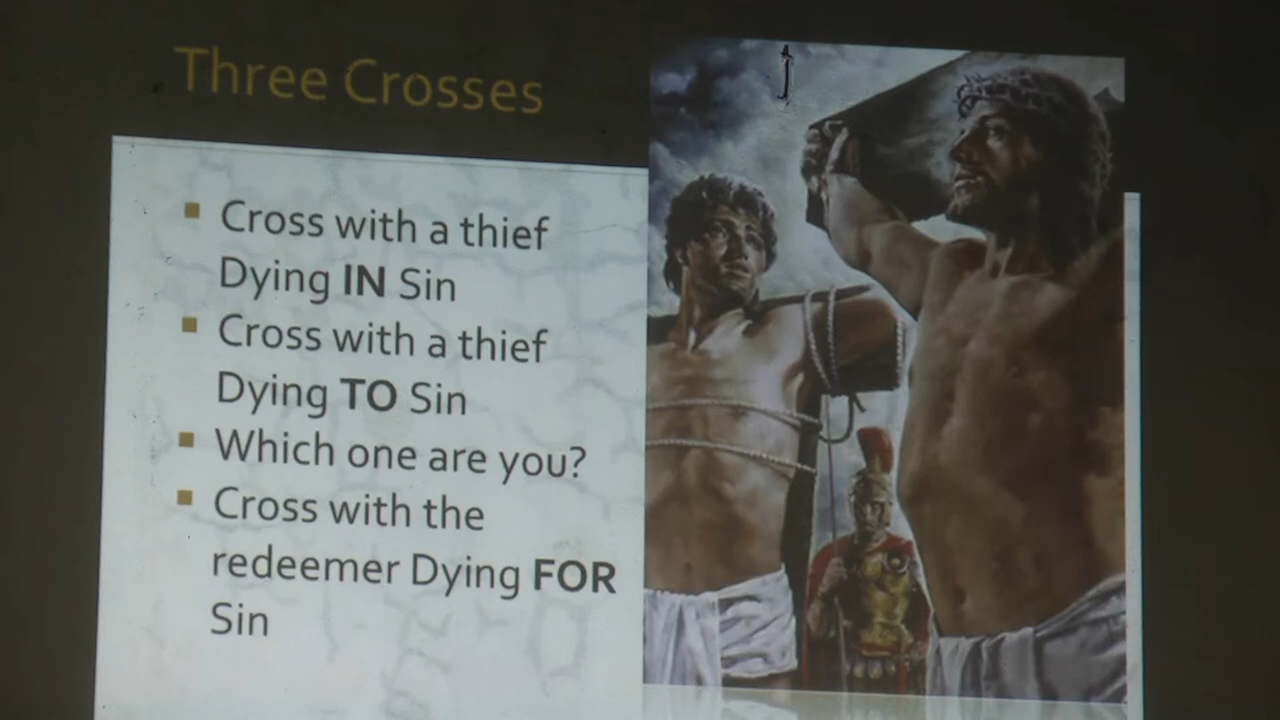 Three Crosses
Cross with a thief
Dying IN Sin
Cross with a thief
Dying TO Sin
Which one are you?
Cross with the
redeemer Dying FOR
Sin